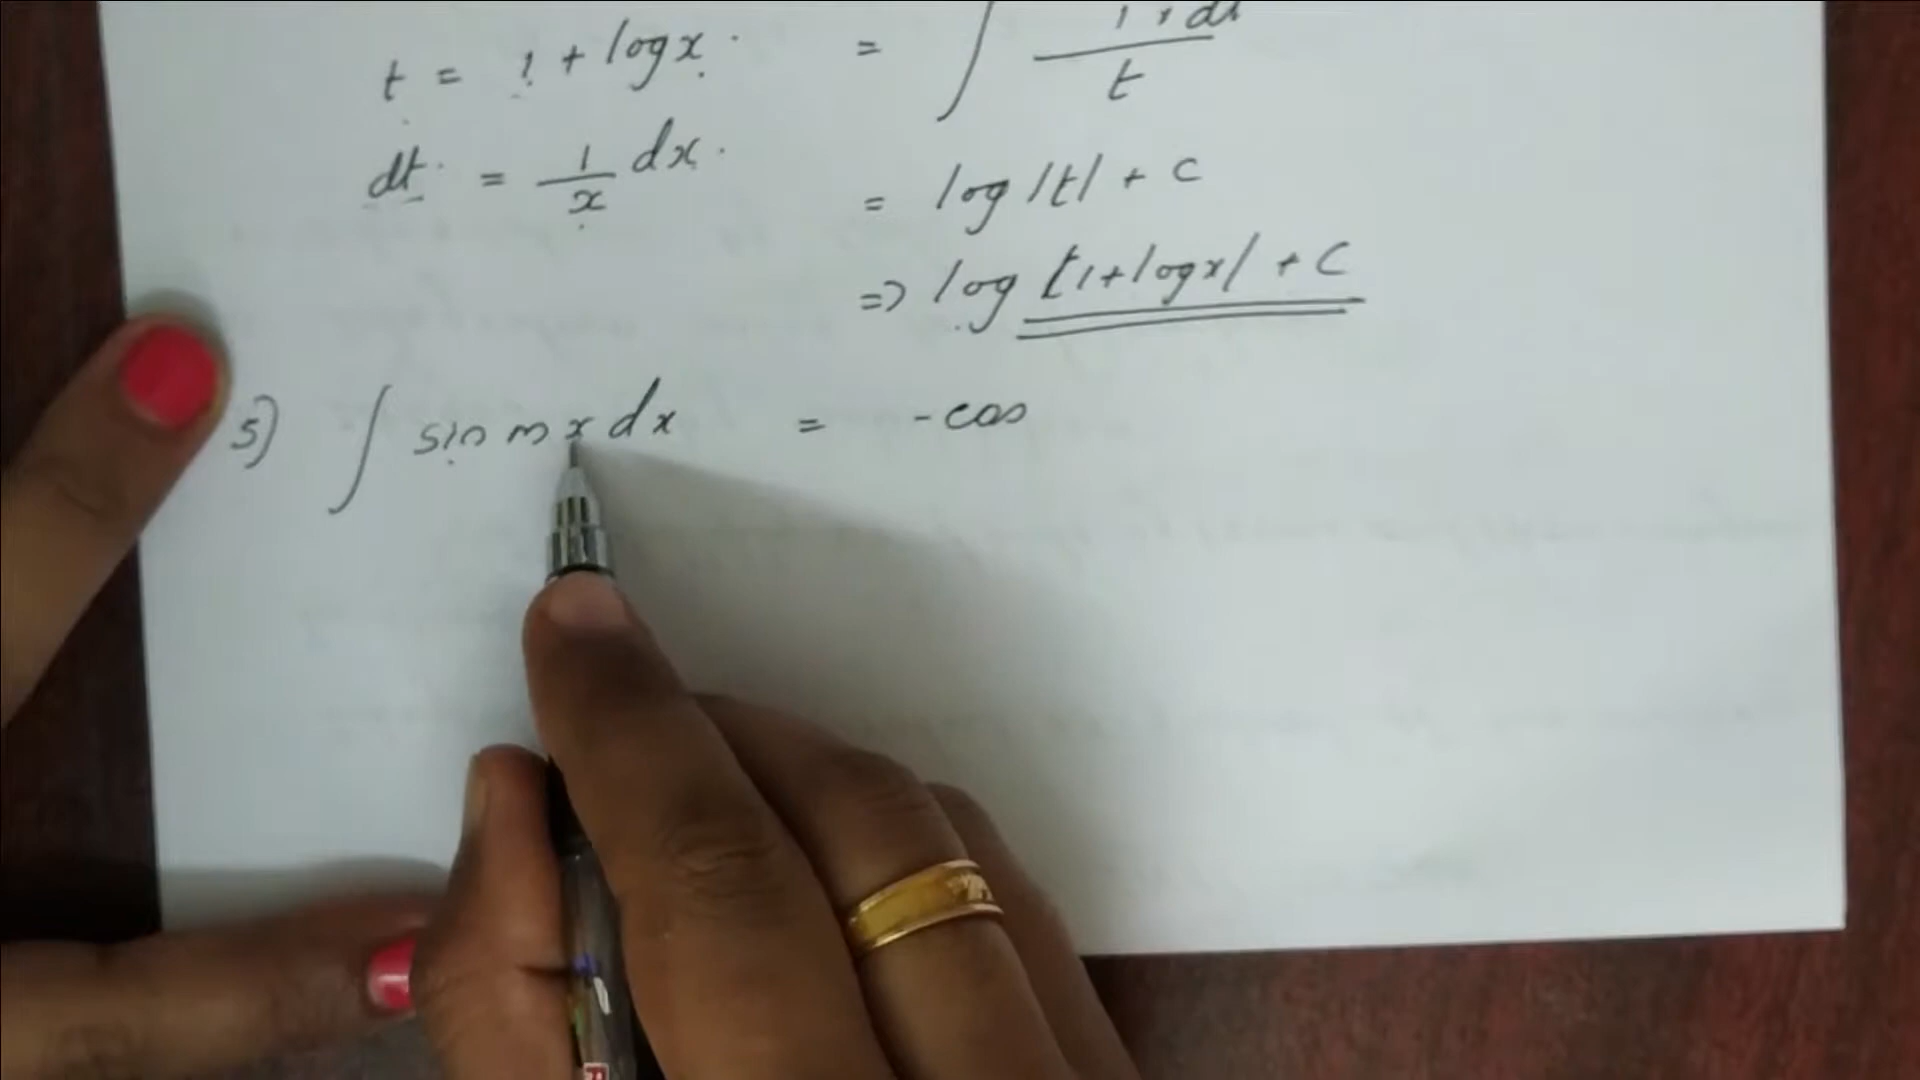 t = 1 + log x . = ∫ 1 . dt / t
dt = 1/x dx . = log |t| + c
=> log |1 + log x| + c
5) ∫ sin mx dx = - cos